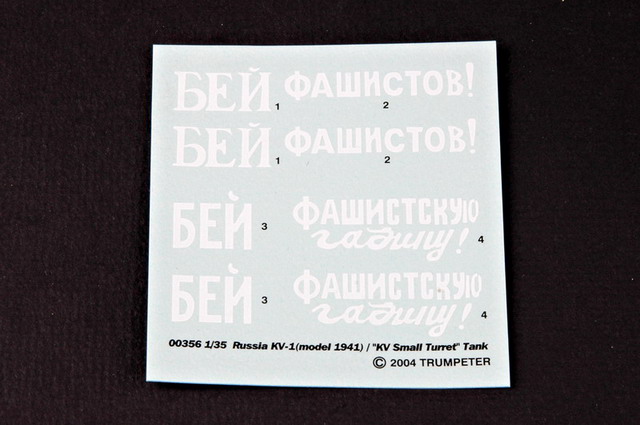 БЕЙ 1 ФАШИСТОВ! 2
БЕЙ 1 ФАШИСТОВ! 2
БЕЙ 3 ФАШИСТСКУЮ
гадину! 4
БЕЙ 3 ФАШИСТСКУЮ
гадину! 4
00356 1/35 Russia KV-1(model 1941) / "KV Small Turret" Tank
© 2004 TRUMPETER